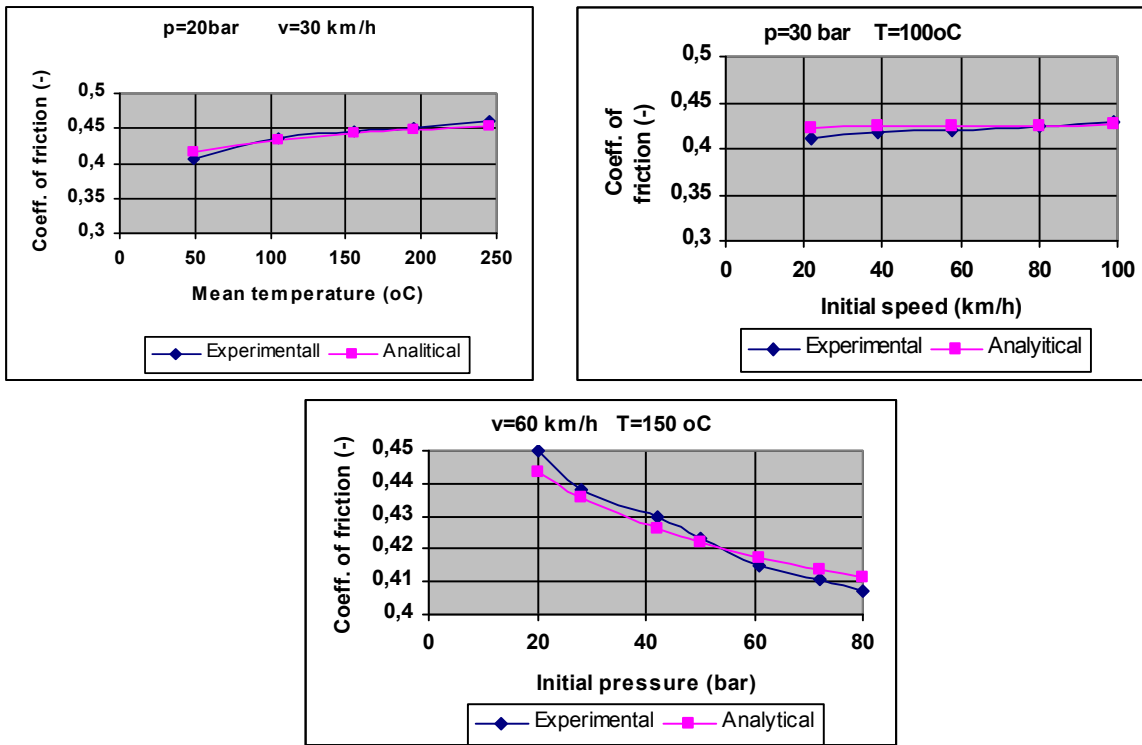 p=20bar v=30 km/h
Coeff. of friction (-)
0,5
0,45
0,4
0,35
0,3
0 50 100 150 200 250
Mean temperature (oC)
Experimentall Analitical
p=30 bar T=100oC
Coeff. of
friction (-)
0,5
0,45
0,4
0,35
0,3
0 20 40 60 80 100
Initial speed (km/h)
Experimental Analyitical
v=60 km/h T=150 oC
Coeff. of friction (-)
0,45
0,44
0,43
0,42
0,41
0,4
0 20 40 60 80
Initial pressure (bar)
Experimental Analytical